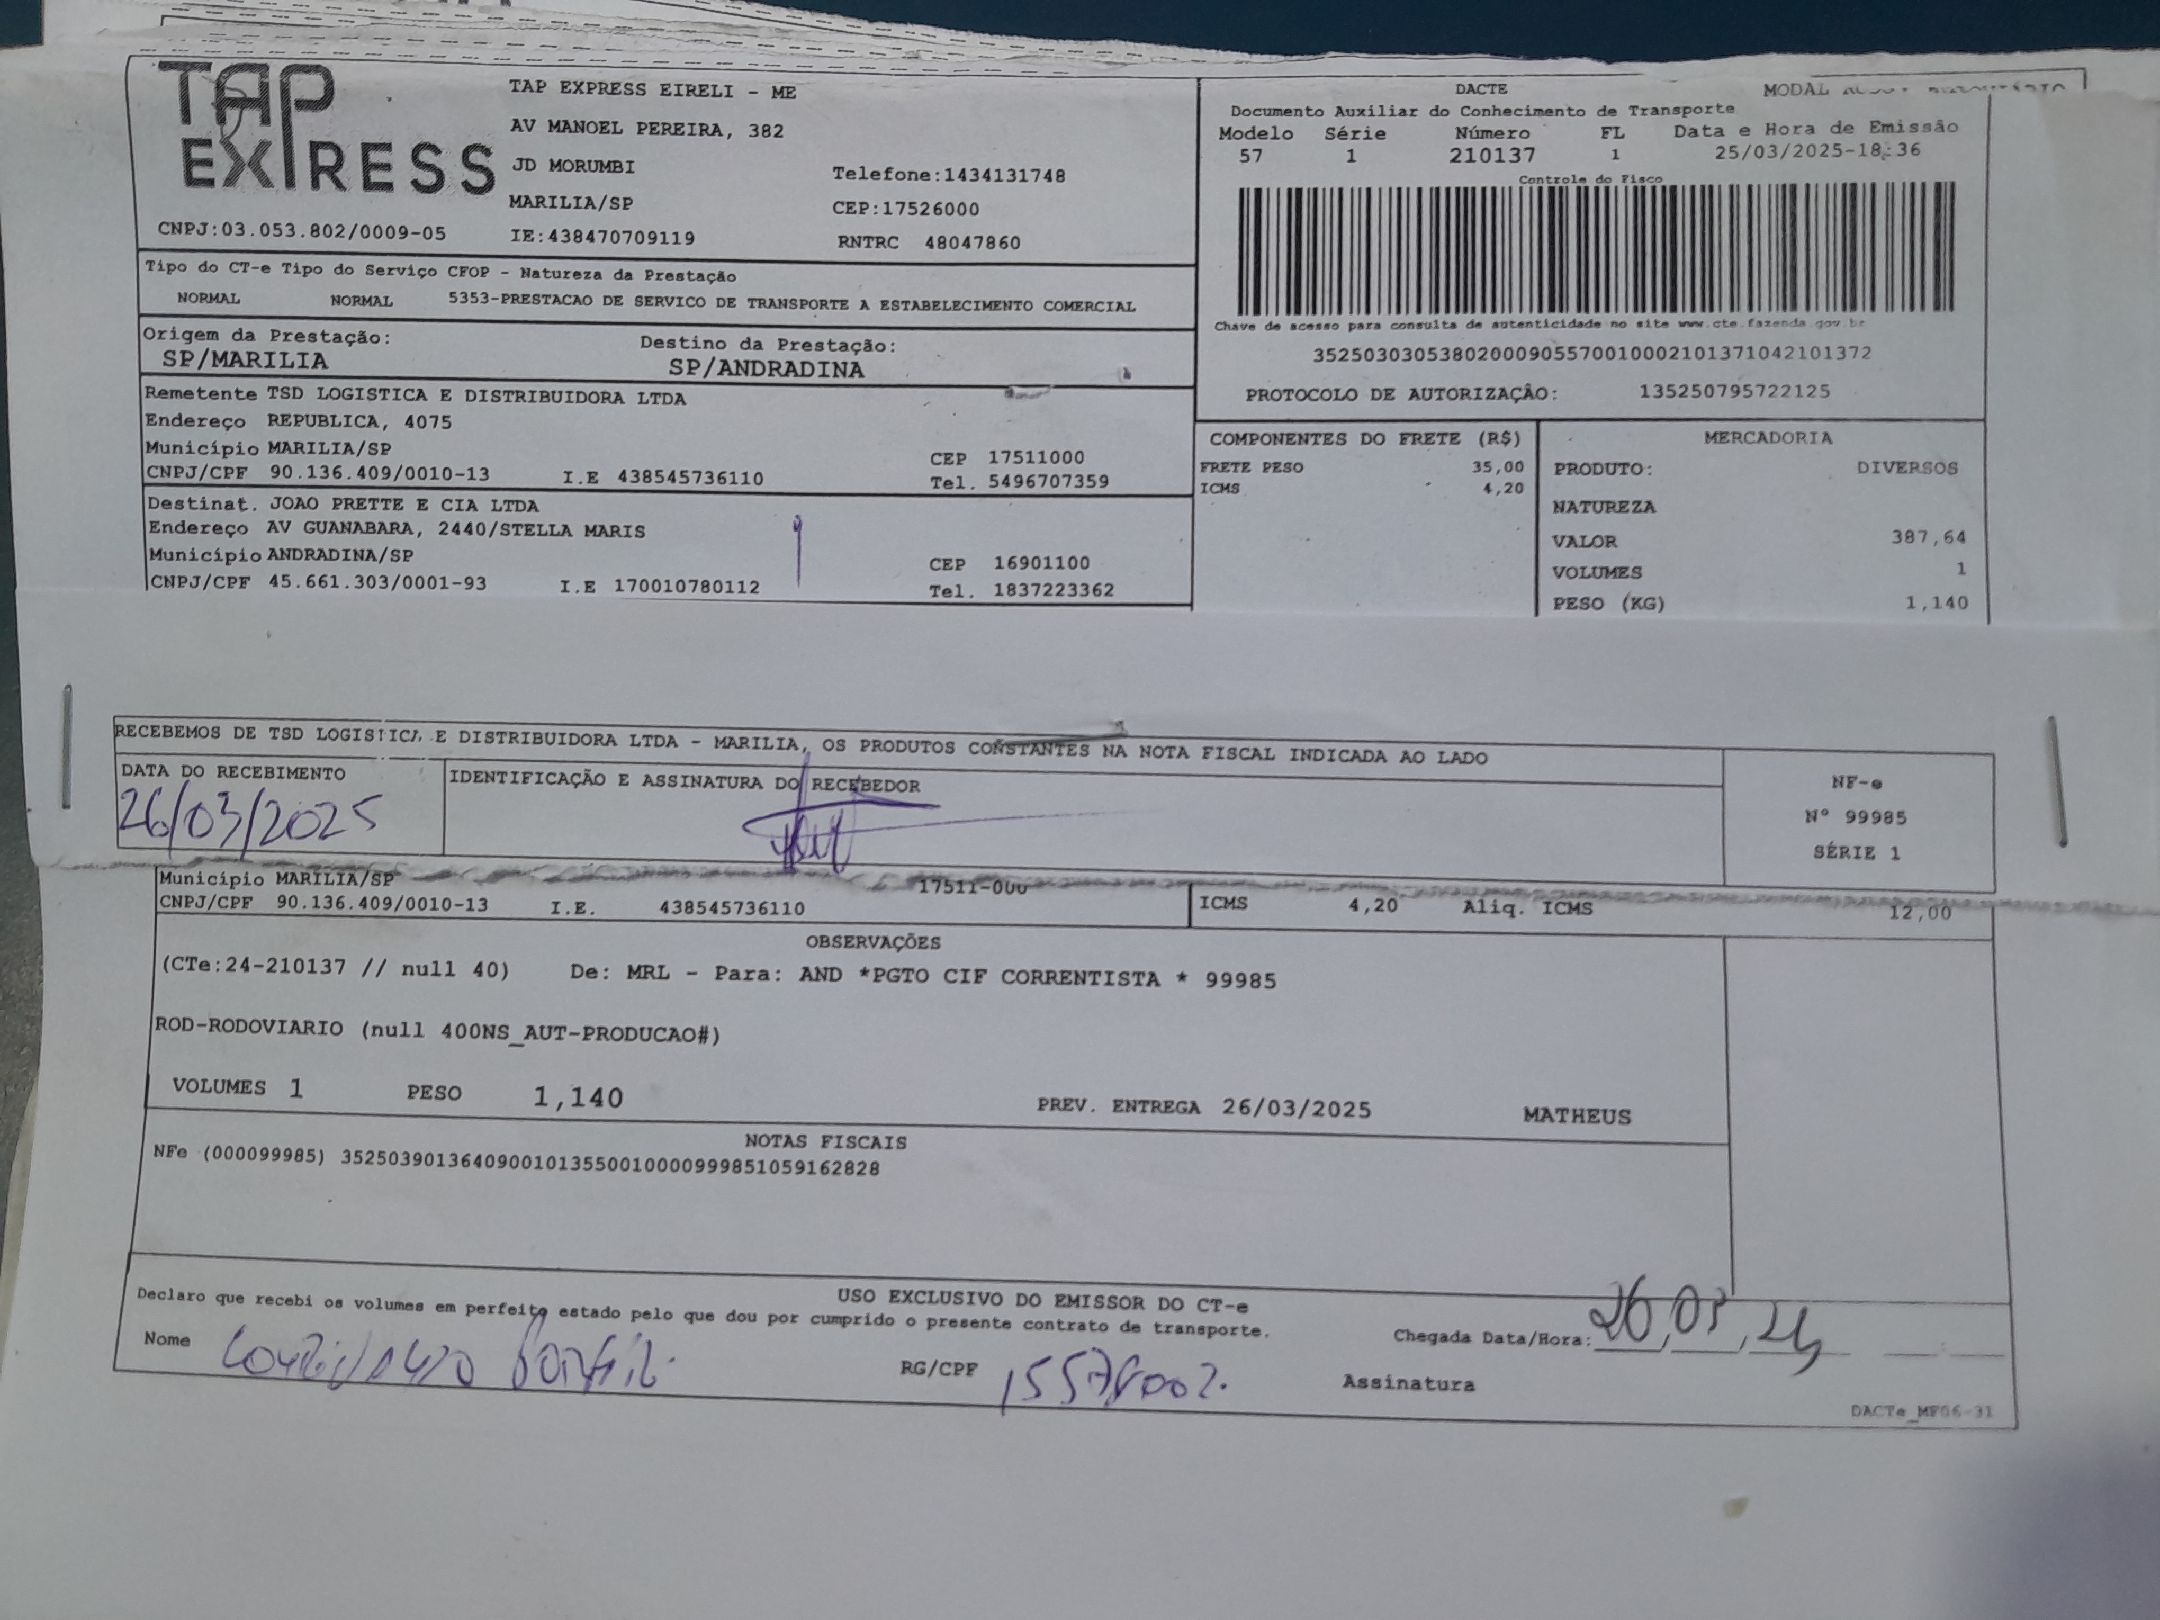 TAP
EXPRESS
TAP EXPRESS EIRELI - ME
AV MANOEL PEREIRA, 382
JD MORUMBI Telefone:1434131748
MARILIA/SP CEP:17526000
CNPJ:03.053.802/0009-05 IE:438470709119 RNTRC 48047860
DACTE MODAL
Documento Auxiliar do Conhecimento de Transporte
Modelo Série Número FL Data e Hora de Emissão
57 1 210137 1 25/03/2025-18:36
Controle do Fisco
Chave de acesso para consulta de autenticidade no site www.cte.fazenda.gov.br
35250303053802000905570010002101371042101372
PROTOCOLO DE AUTORIZAÇÃO: 135250795722125
Tipo do CT-e Tipo do Serviço CFOP - Natureza da Prestação
NORMAL NORMAL 5353-PRESTACAO DE SERVICO DE TRANSPORTE A ESTABELECIMENTO COMERCIAL
Origem da Prestação: Destino da Prestação:
SP/MARILIA SP/ANDRADINA
Remetente TSD LOGISTICA E DISTRIBUIDORA LTDA
Endereço REPUBLICA, 4075
Município MARILIA/SP CEP 17511000
CNPJ/CPF 90.136.409/0010-13 I.E 438545736110 Tel. 5496707359
Destinat. JOAO PRETTE E CIA LTDA
Endereço AV GUANABARA, 2440/STELLA MARIS
Município ANDRADINA/SP CEP 16901100
CNPJ/CPF 45.661.303/0001-93 I.E 170010780112 Tel. 1837223362
COMPONENTES DO FRETE (R$)
FRETE PESO 35,00
ICMS 4,20
MERCADORIA
PRODUTO: DIVERSOS
NATUREZA
VALOR 387,64
VOLUMES 1
PESO (KG) 1,140
RECEBEMOS DE TSD LOGISTICA E DISTRIBUIDORA LTDA - MARILIA, OS PRODUTOS CONSTANTES NA NOTA FISCAL INDICADA AO LADO
DATA DO RECEBIMENTO IDENTIFICAÇÃO E ASSINATURA DO RECEBEDOR
26/03/2025
NF-e
N° 99985
SÉRIE 1
Município MARILIA/SP 17511-000
CNPJ/CPF 90.136.409/0010-13 I.E. 438545736110 ICMS 4,20 Aliq. ICMS 12,00
OBSERVAÇÕES
(CTe:24-210137 // null 40) De: MRL - Para: AND *PGTO CIF CORRENTISTA * 99985
ROD-RODOVIARIO (null 400NS_AUT-PRODUCAO#)
VOLUMES 1 PESO 1,140 PREV. ENTREGA 26/03/2025 MATHEUS
NOTAS FISCAIS
NFe (000099985) 35250390136409001013550010000999851059162828
USO EXCLUSIVO DO EMISSOR DO CT-e
Declaro que recebi os volumes em perfeito estado pelo que dou por cumprido o presente contrato de transporte.
Chegada Data/Hora: 26,03,25
Nome RG/CPF Assinatura
DACTe_MF06-31